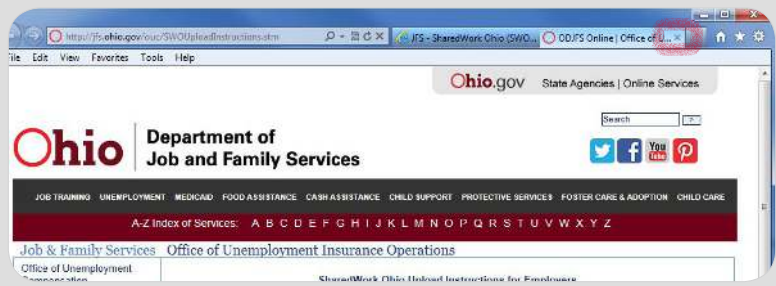 http://jfs.ohio.gov/ouc/SWOUploadInstructions.stm
JFS - SharedWork Ohio (SWO...
ODJFS Online | Office of U...
File Edit View Favorites Tools Help
Ohio.gov State Agencies | Online Services
Search
Ohio Department of
Job and Family Services
You
Tube
JOB TRAINING UNEMPLOYMENT MEDICAID FOOD ASSISTANCE CASH ASSISTANCE CHILD SUPPORT PROTECTIVE SERVICES FOSTER CARE & ADOPTION CHILD CARE
A-Z Index of Services: A B C D E F G H I J K L M N O P Q R S T U V W X Y Z
Job & Family Services Office of Unemployment Insurance Operations
Office of Unemployment
Compensation
SharedWork Ohio Upload Instructions for Employers